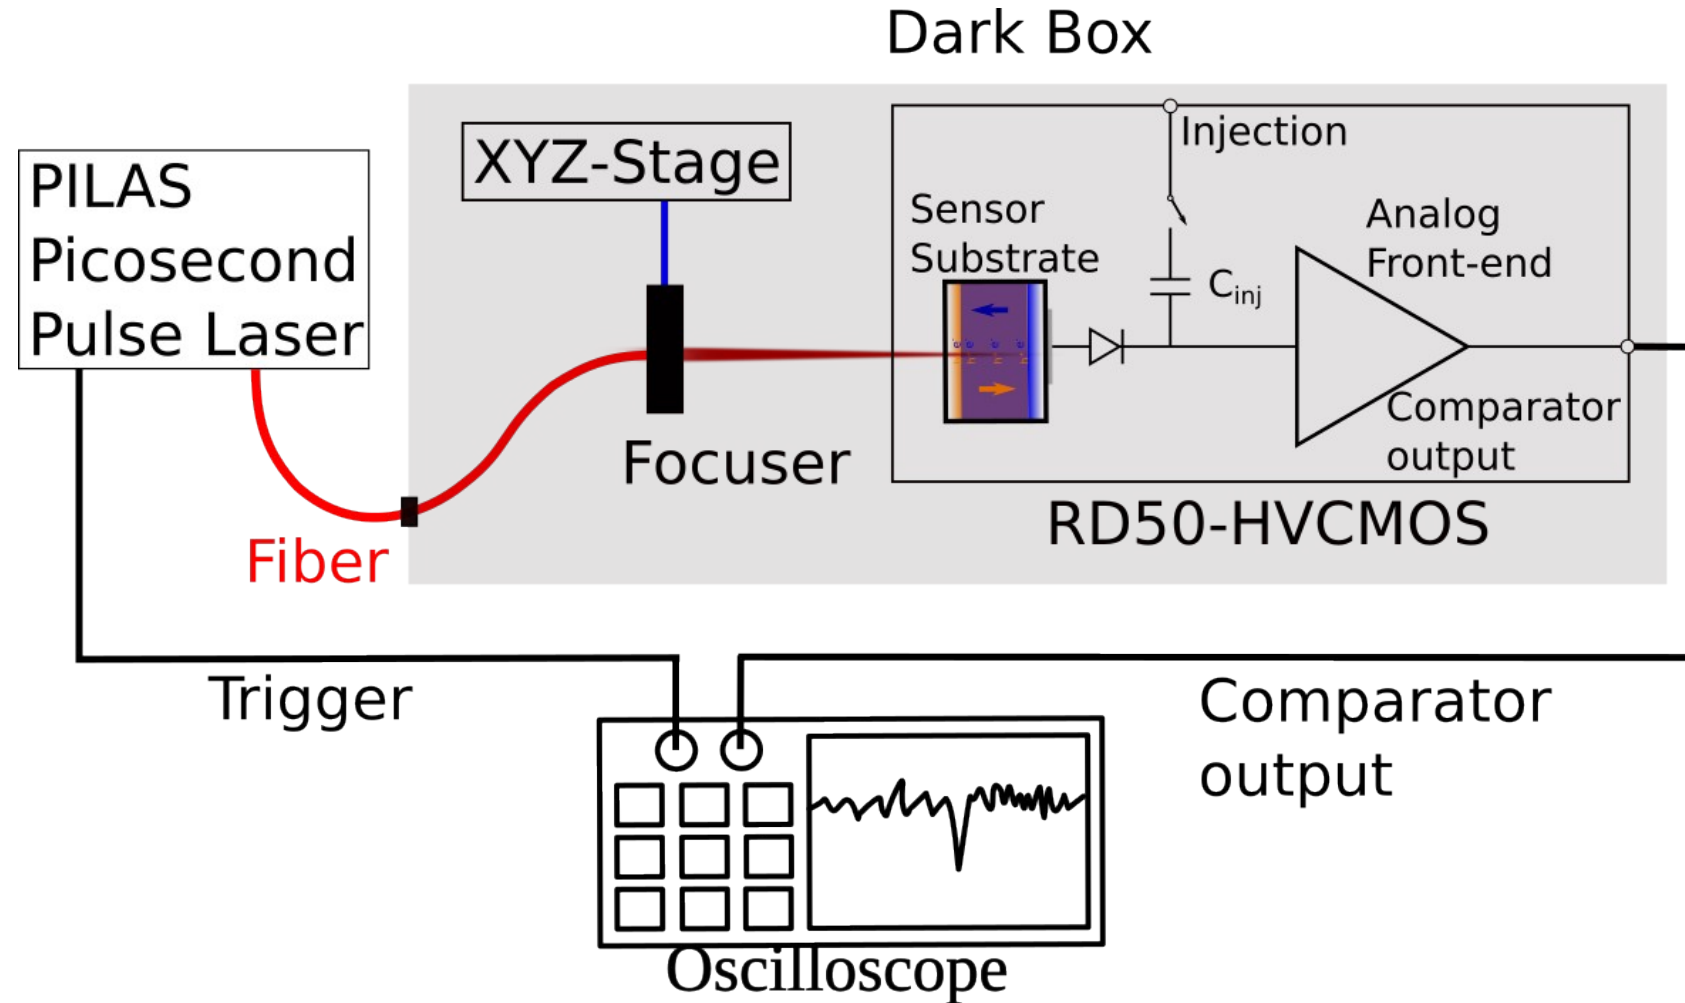 Dark Box
PILAS
Picosecond
Pulse Laser
XYZ-Stage
Injection
Sensor
Substrate
Analog
Front-end
Cinj
Comparator
output
Focuser
RD50-HVCMOS
Fiber
Trigger
Comparator
output
Oscilloscope